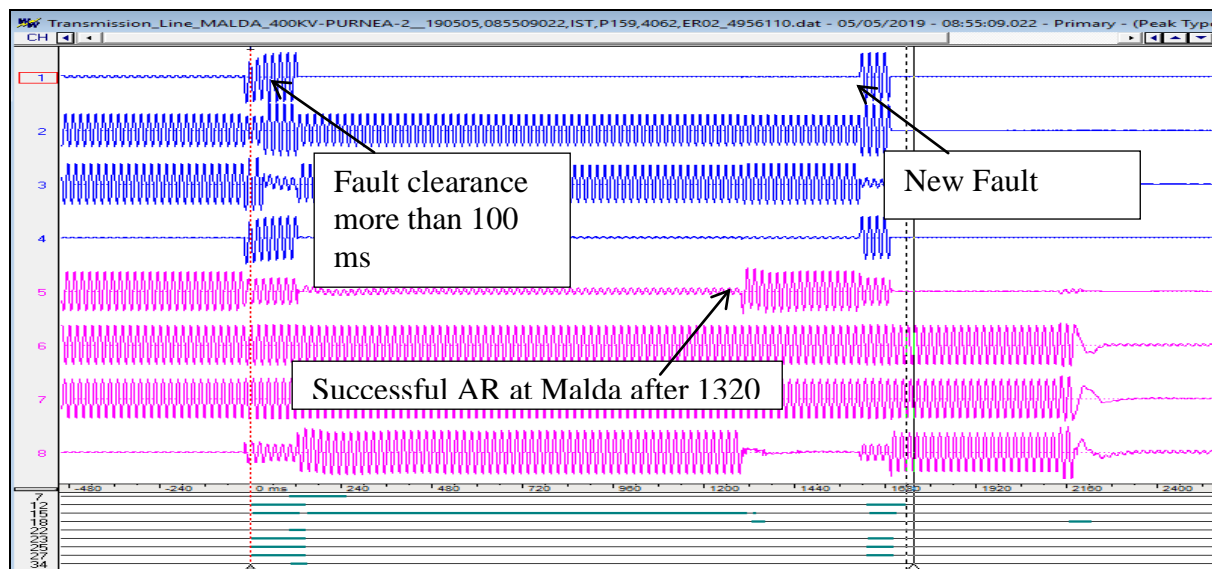 Transmission_Line_MALDA_400KV-PURNEA-2__190505,085509022,IST,P159,4062,ER02_4956110.dat - 05/05/2019 - 08:55:09.022 - Primary - (Peak Type
CH
1
2
3
4
5
6
7
8
Fault clearance
more than 100
ms
New Fault
Successful AR at Malda after 1320
-480 -240 0 ms 240 480 720 960 1200 1440 1920 2160 2400
7
12
15
18
22
23
25
27
34